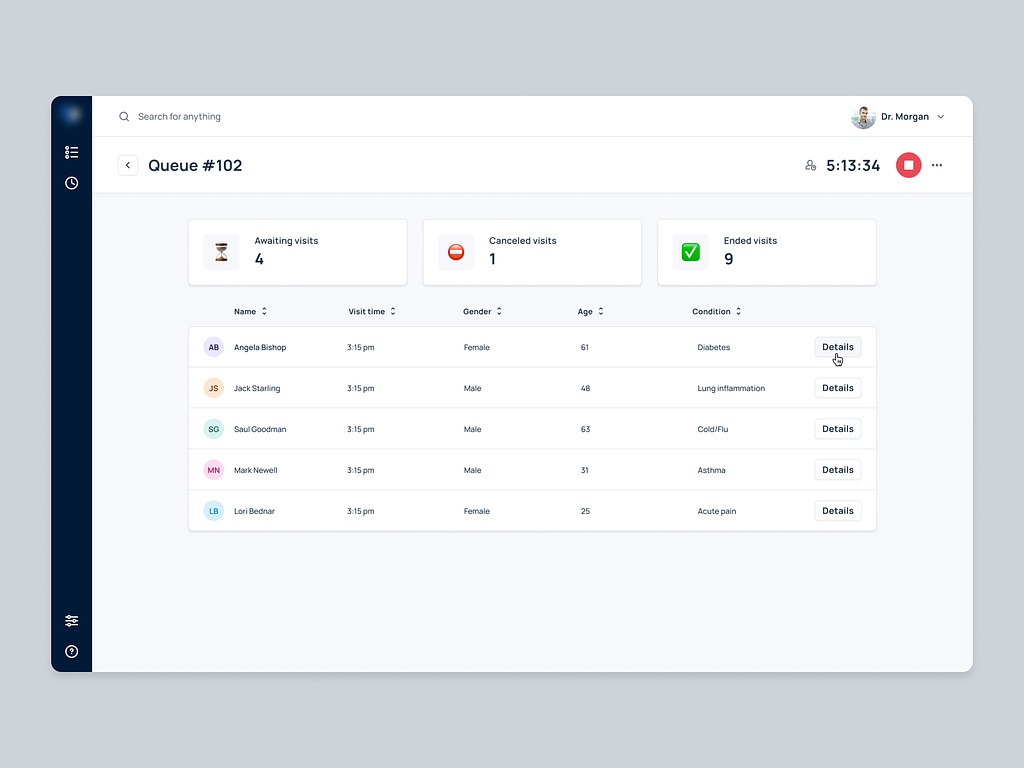 Search for anything
Dr. Morgan
Queue #102
5:13:34
Awaiting visits
4
Canceled visits
1
Ended visits
9
Name Visit time Gender Age Condition
AB Angela Bishop 3:15 pm Female 61 Diabetes Details
JS Jack Starling 3:15 pm Male 48 Lung inflammation Details
SG Saul Goodman 3:15 pm Male 63 Cold/Flu Details
MN Mark Newell 3:15 pm Male 31 Asthma Details
LB Lori Bednar 3:15 pm Female 25 Acute pain Details